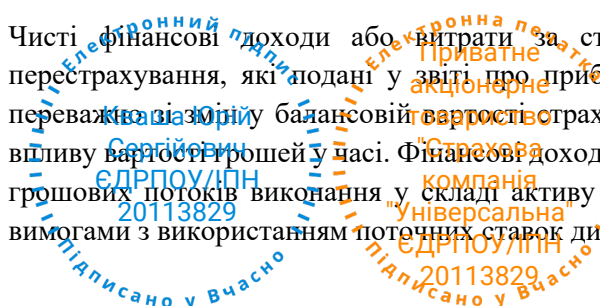 Чисті фінансові доходи або витрати за ст
перестрахування, які подані у звіті про приб
переважно зі змін у балансовій вартості страх
впливу вартості грошей у часі. Фінансові доход
грошових потоків виконання у складі активу
вимогами з використанням поточних ставок ди
Електронний підпис
Кваша Юрій
Сергійович
ЄДРПОУ/ІПН
20113829
Підписано у Вчасно
Електронна печатка
Приватне
акціонерне
товариство
"Страхова
компанія
"Універсальна"
ЄДРПОУ/ІПН
20113829
Підписано у Вчасно